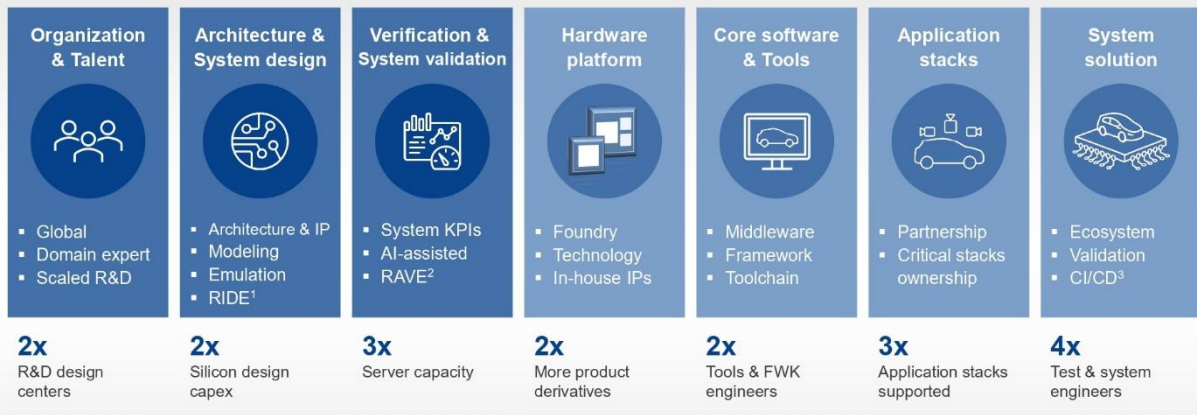 Organization
& Talent
▪ Global
▪ Domain expert
▪ Scaled R&D
2x
R&D design
centers
Architecture &
System design
▪ Architecture & IP
▪ Modeling
▪ Emulation
▪ RIDE¹
2x
Silicon design
capex
Verification &
System validation
▪ System KPIs
▪ AI-assisted
▪ RAVE²
3x
Server capacity
Hardware
platform
▪ Foundry
▪ Technology
▪ In-house IPs
2x
More product
derivatives
Core software
& Tools
▪ Middleware
▪ Framework
▪ Toolchain
2x
Tools & FWK
engineers
Application
stacks
▪ Partnership
▪ Critical stacks
ownership
3x
Application stacks
supported
System
solution
▪ Ecosystem
▪ Validation
▪ CI/CD³
4x
Test & system
engineers